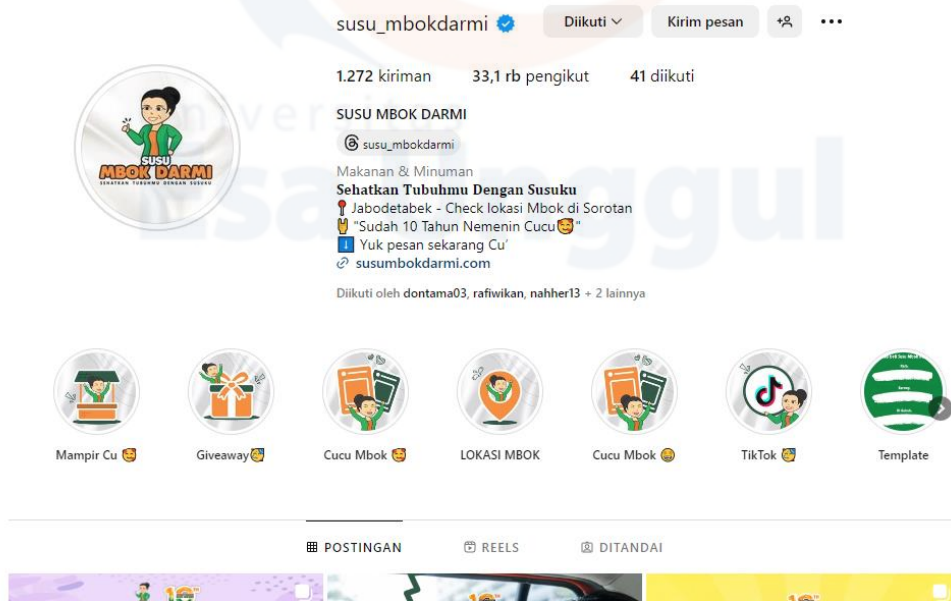 susu_mbokdarmi
Diikuti
Kirim pesan
1.272 kiriman
33,1 rb pengikut
41 diikuti
SUSU MBOK DARMI
susu_mbokdarmi
Makanan & Minuman
Sehatkan Tubuhmu Dengan Susuku
📍 Jabodetabek - Check lokasi Mbok di Sorotan
🤘 "Sudah 10 Tahun Nemenin Cucu🥰"
⬇️ Yuk pesan sekarang Cu'
susumbokdarmi.com
Diikuti oleh dontama03, rafiwikan, nahher13 + 2 lainnya
SUSU
MBOK DARMI
SEHATKAN TUBUHMU DENGAN SUSUKU
Universitas
Esa Unggul
Mampir Cu 🥰
Giveaway🥳
Cucu Mbok 🥰
LOKASI MBOK
Cucu Mbok 😂
TikTok 🥳
Template
POSTINGAN
REELS
DITANDAI